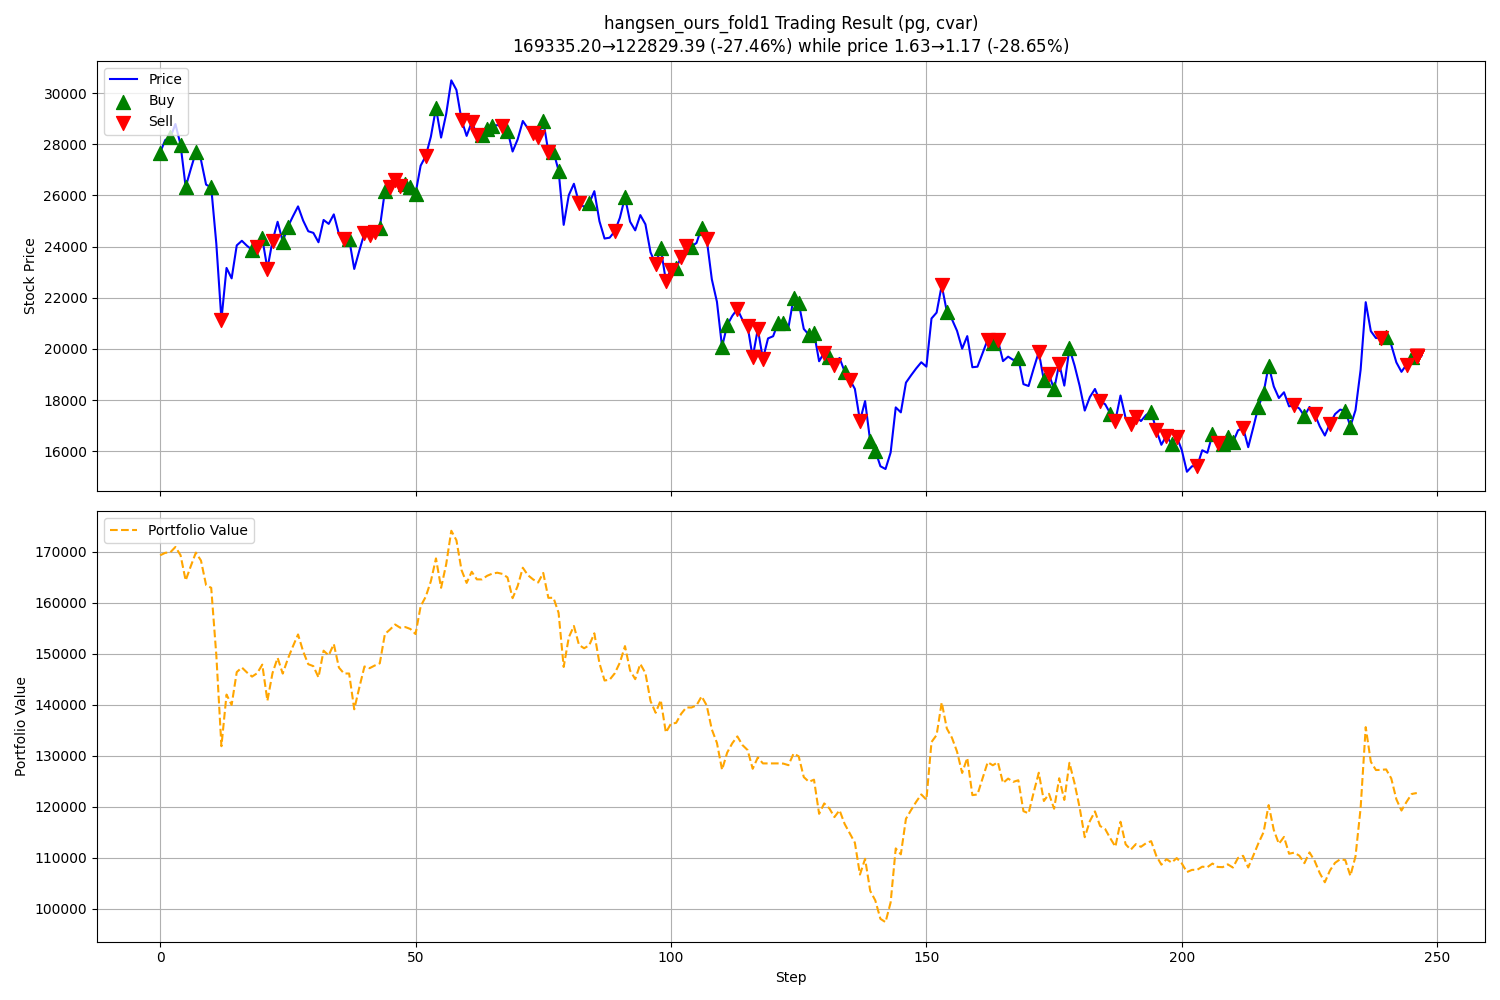 hangsen_ours_fold1 Trading Result (pg, cvar)
169335.20→122829.39 (-27.46%) while price 1.63→1.17 (-28.65%)
Price
Buy
Sell
Stock Price
30000
28000
26000
24000
22000
20000
18000
16000
Portfolio Value
Portfolio Value
170000
160000
150000
140000
130000
120000
110000
100000
0 50 100 150 200 250
Step